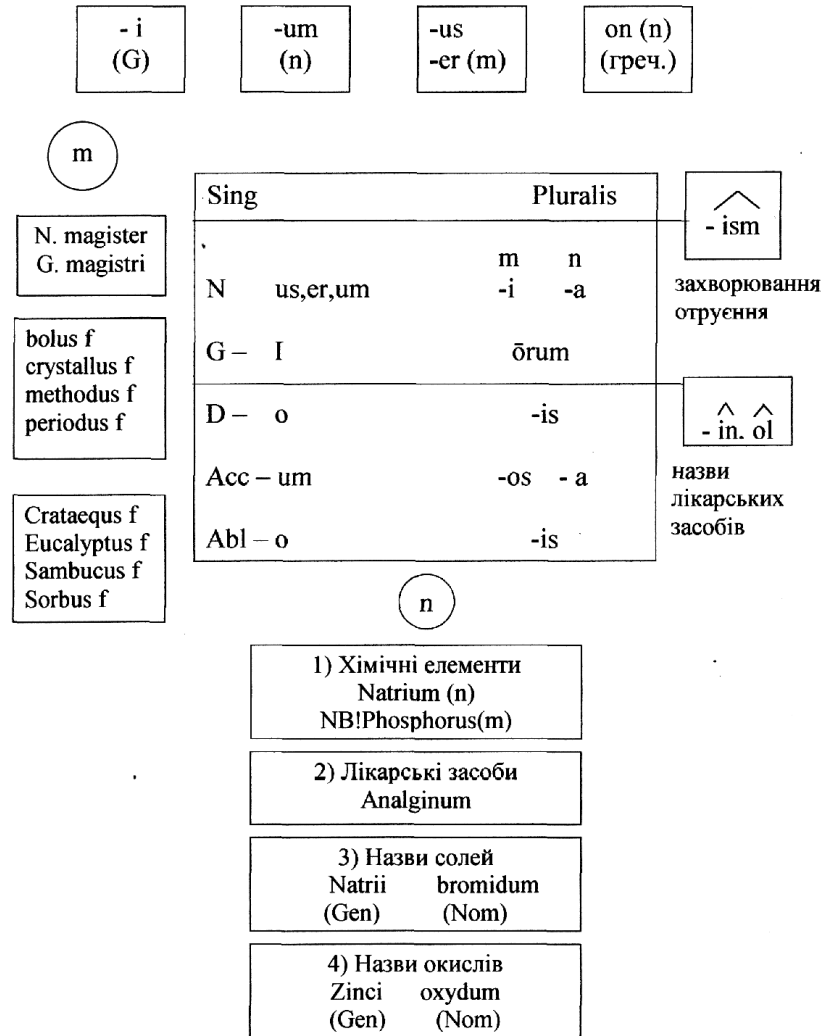 - i
(G)
-um
(n)
-us
-er (m)
on (n)
(греч.)
m
N. magister
G. magistri
bolus f
crystallus f
methodus f
periodus f
Crataequs f
Eucalyptus f
Sambucus f
Sorbus f
Sing Pluralis
m n
N us,er,um -i -a
G – I ōrum
D – o -is
Acc – um -os - a
Abl – o -is
- ism
захворювання
отруєння
- in. ol
назви
лікарських
засобів
n
1) Хімічні елементи
Natrium (n)
NB!Phosphorus(m)
2) Лікарські засоби
Analginum
3) Назви солей
Natrii bromidum
(Gen) (Nom)
4) Назви окислів
Zinci oxydum
(Gen) (Nom)